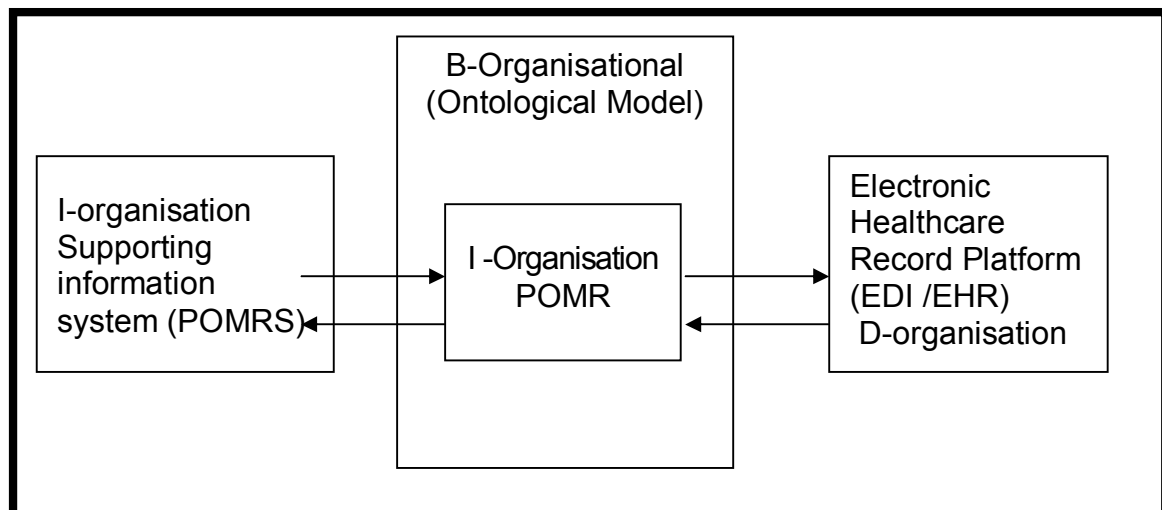 B-Organisational
(Ontological Model)
I-organisation
Supporting
information
system (POMRS)
I -Organisation
POMR
Electronic
Healthcare
Record Platform
(EDI /EHR)
D-organisation